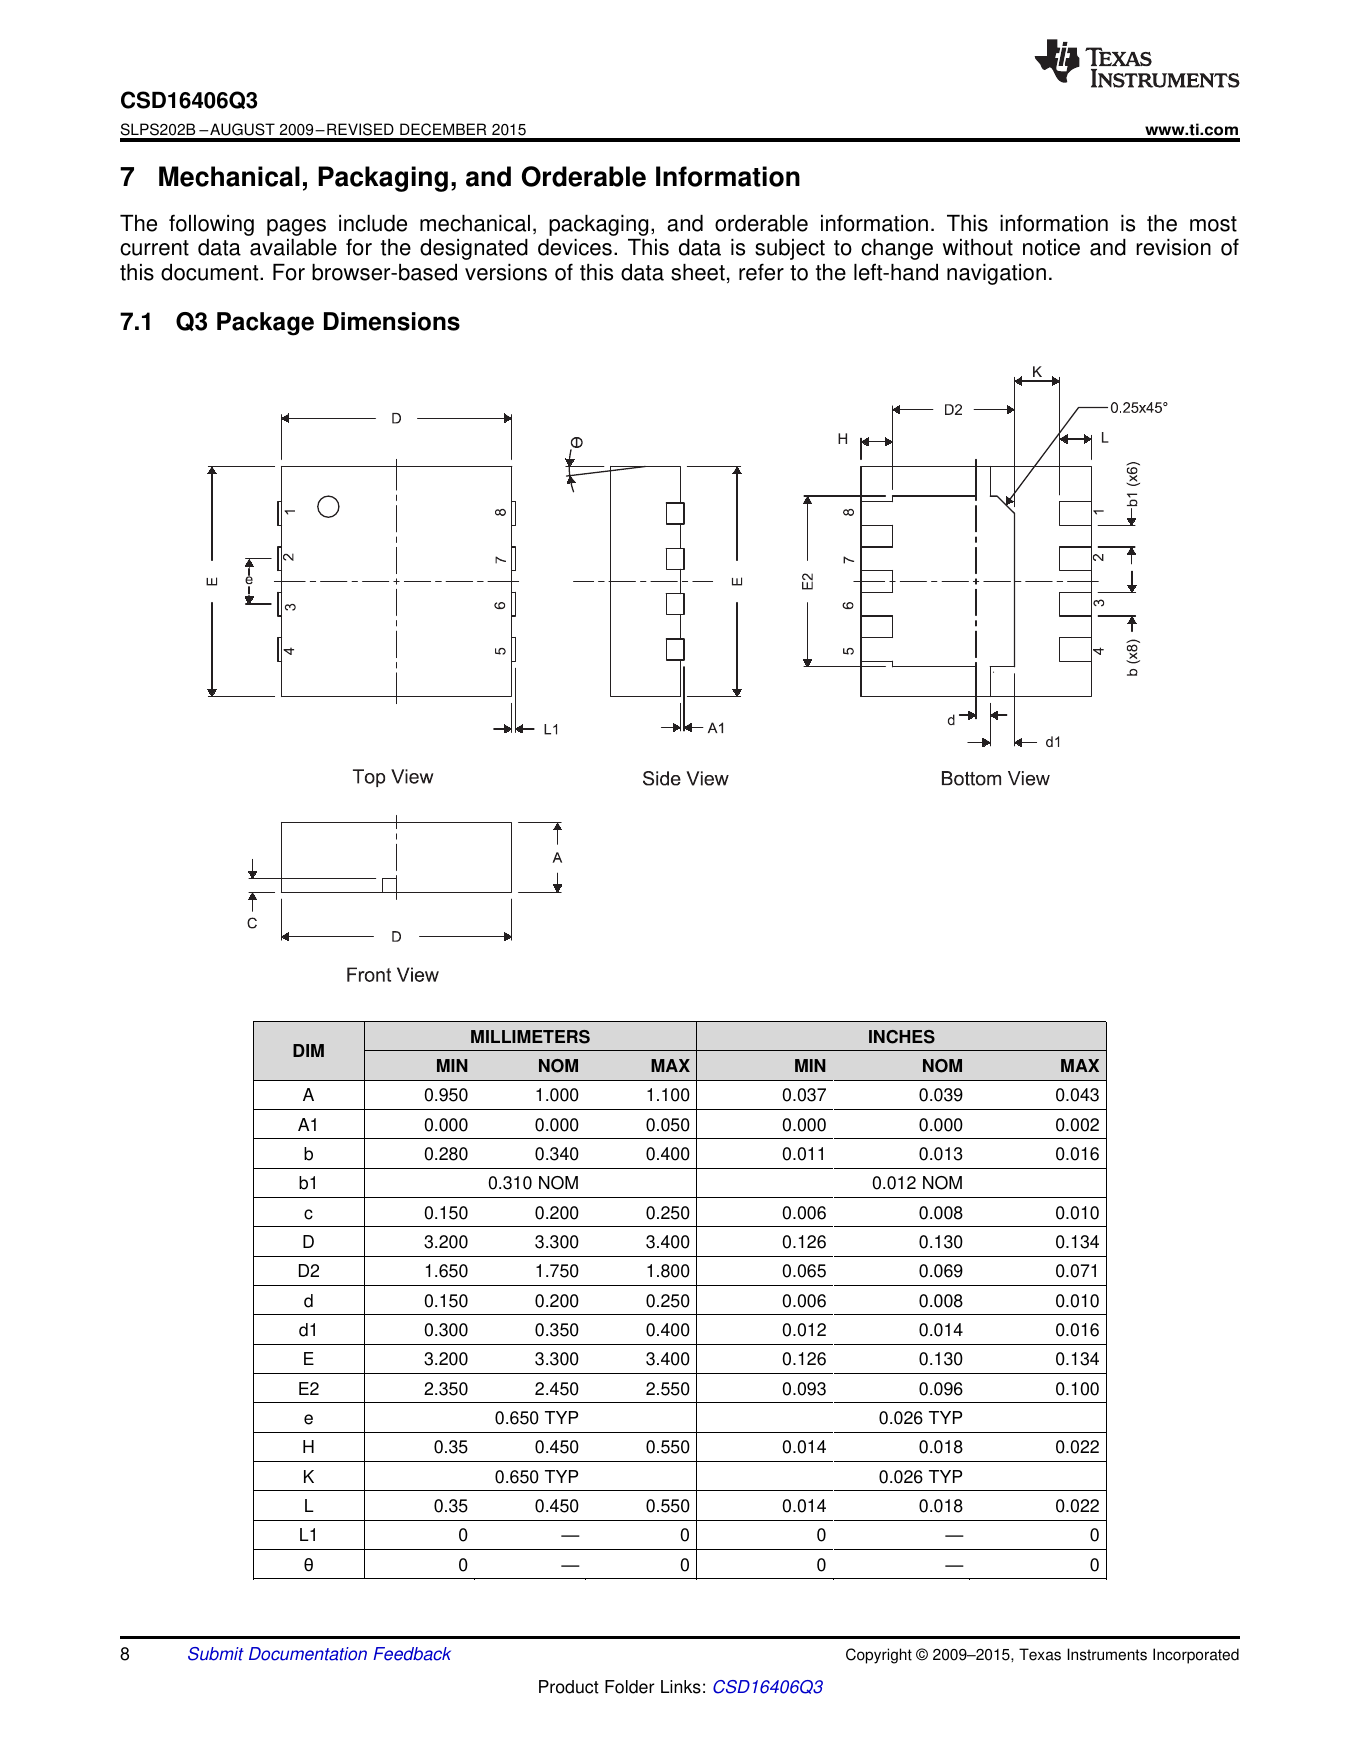 TEXAS
INSTRUMENTS
CSD16406Q3
SLPS202B –AUGUST 2009–REVISED DECEMBER 2015
www.ti.com
7 Mechanical, Packaging, and Orderable Information
The following pages include mechanical, packaging, and orderable information. This information is the most
current data available for the designated devices. This data is subject to change without notice and revision of
this document. For browser-based versions of this data sheet, refer to the left-hand navigation.
7.1 Q3 Package Dimensions
D
E
e
1
2
3
4
8
7
6
5
L1
Top View
Θ
E
A1
Side View
K
D2
0.25x45°
H
L
b1 (x6)
8
7
6
5
E2
1
2
3
4
b (x8)
d
d1
Bottom View
A
C
D
Front View
DIM MILLIMETERS INCHES
MIN NOM MAX MIN NOM MAX
A 0.950 1.000 1.100 0.037 0.039 0.043
A1 0.000 0.000 0.050 0.000 0.000 0.002
b 0.280 0.340 0.400 0.011 0.013 0.016
b1 0.310 NOM 0.012 NOM
c 0.150 0.200 0.250 0.006 0.008 0.010
D 3.200 3.300 3.400 0.126 0.130 0.134
D2 1.650 1.750 1.800 0.065 0.069 0.071
d 0.150 0.200 0.250 0.006 0.008 0.010
d1 0.300 0.350 0.400 0.012 0.014 0.016
E 3.200 3.300 3.400 0.126 0.130 0.134
E2 2.350 2.450 2.550 0.093 0.096 0.100
e 0.650 TYP 0.026 TYP
H 0.35 0.450 0.550 0.014 0.018 0.022
K 0.650 TYP 0.026 TYP
L 0.35 0.450 0.550 0.014 0.018 0.022
L1 0 — 0 0 — 0
θ 0 — 0 0 — 0
8 Submit Documentation Feedback
Copyright © 2009–2015, Texas Instruments Incorporated
Product Folder Links: CSD16406Q3